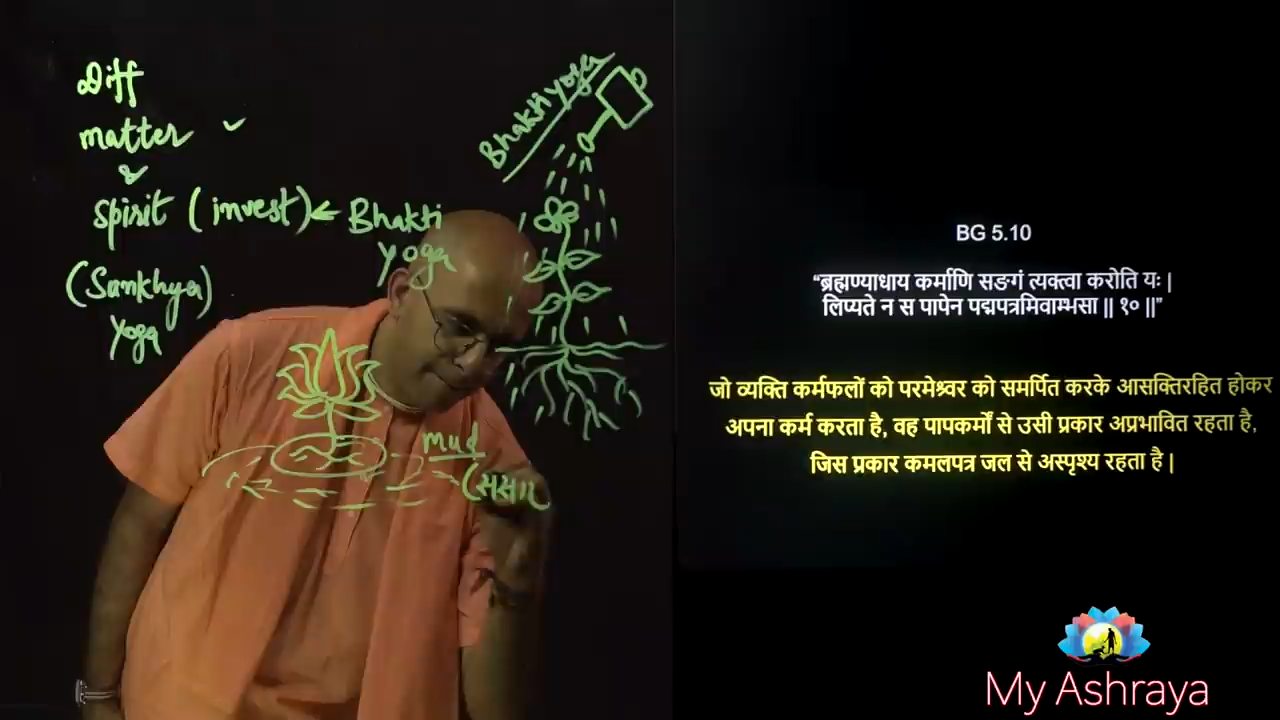 Diff
matter
&
spirit (invest) ← Bhakti
yoga
(Sankhya)
Yoga
Bhakti yoga
mud
(संसार
BG 5.10
“ब्रह्मण्याधाय कर्माणि सङगं त्यक्त्वा करोति यः |
लिप्यते न स पापेन पद्मपत्रमिवाम्भसा || १० ||”
जो व्यक्ति कर्मफलों को परमेश्वर को समर्पित करके आसक्तिरहित होकर
अपना कर्म करता है, वह पापकर्मों से उसी प्रकार अप्रभावित रहता है,
जिस प्रकार कमलपत्र जल से अस्पृश्य रहता है |
My Ashraya